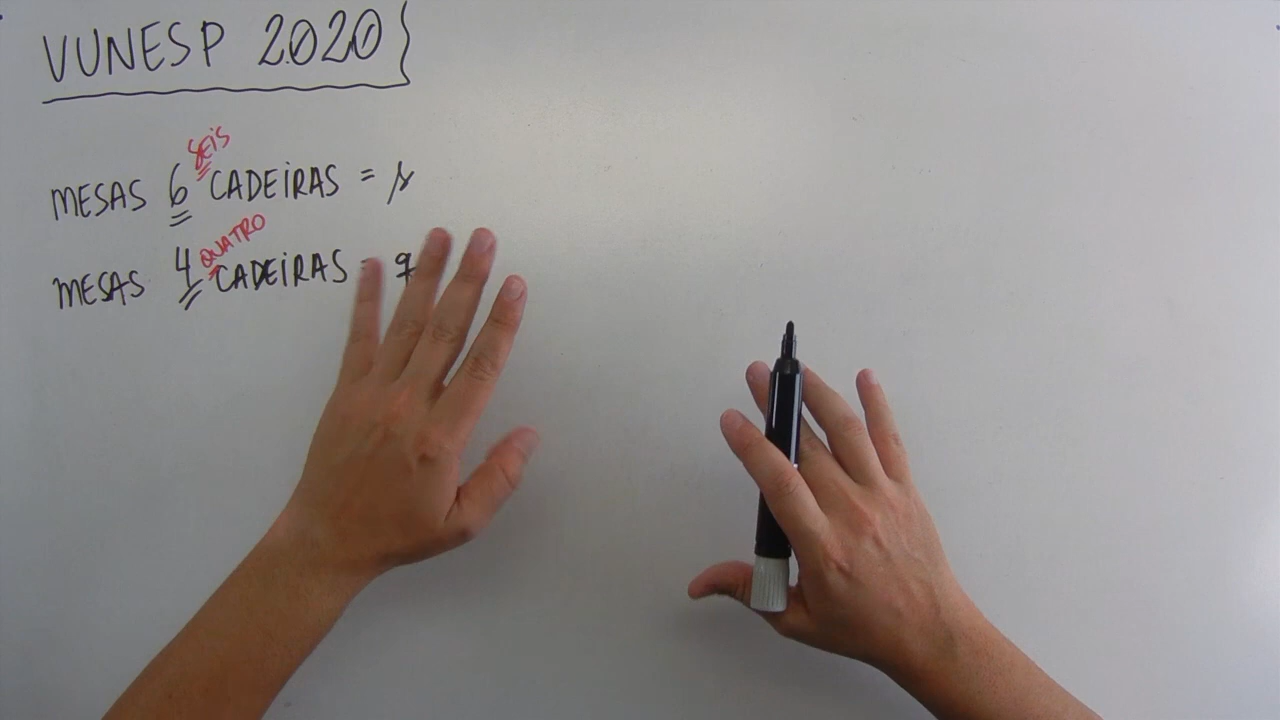 VUNESP 2020
SEIS
MESAS 6 CADEIRAS = s
QUATRO
MESAS 4 CADEIRAS = q